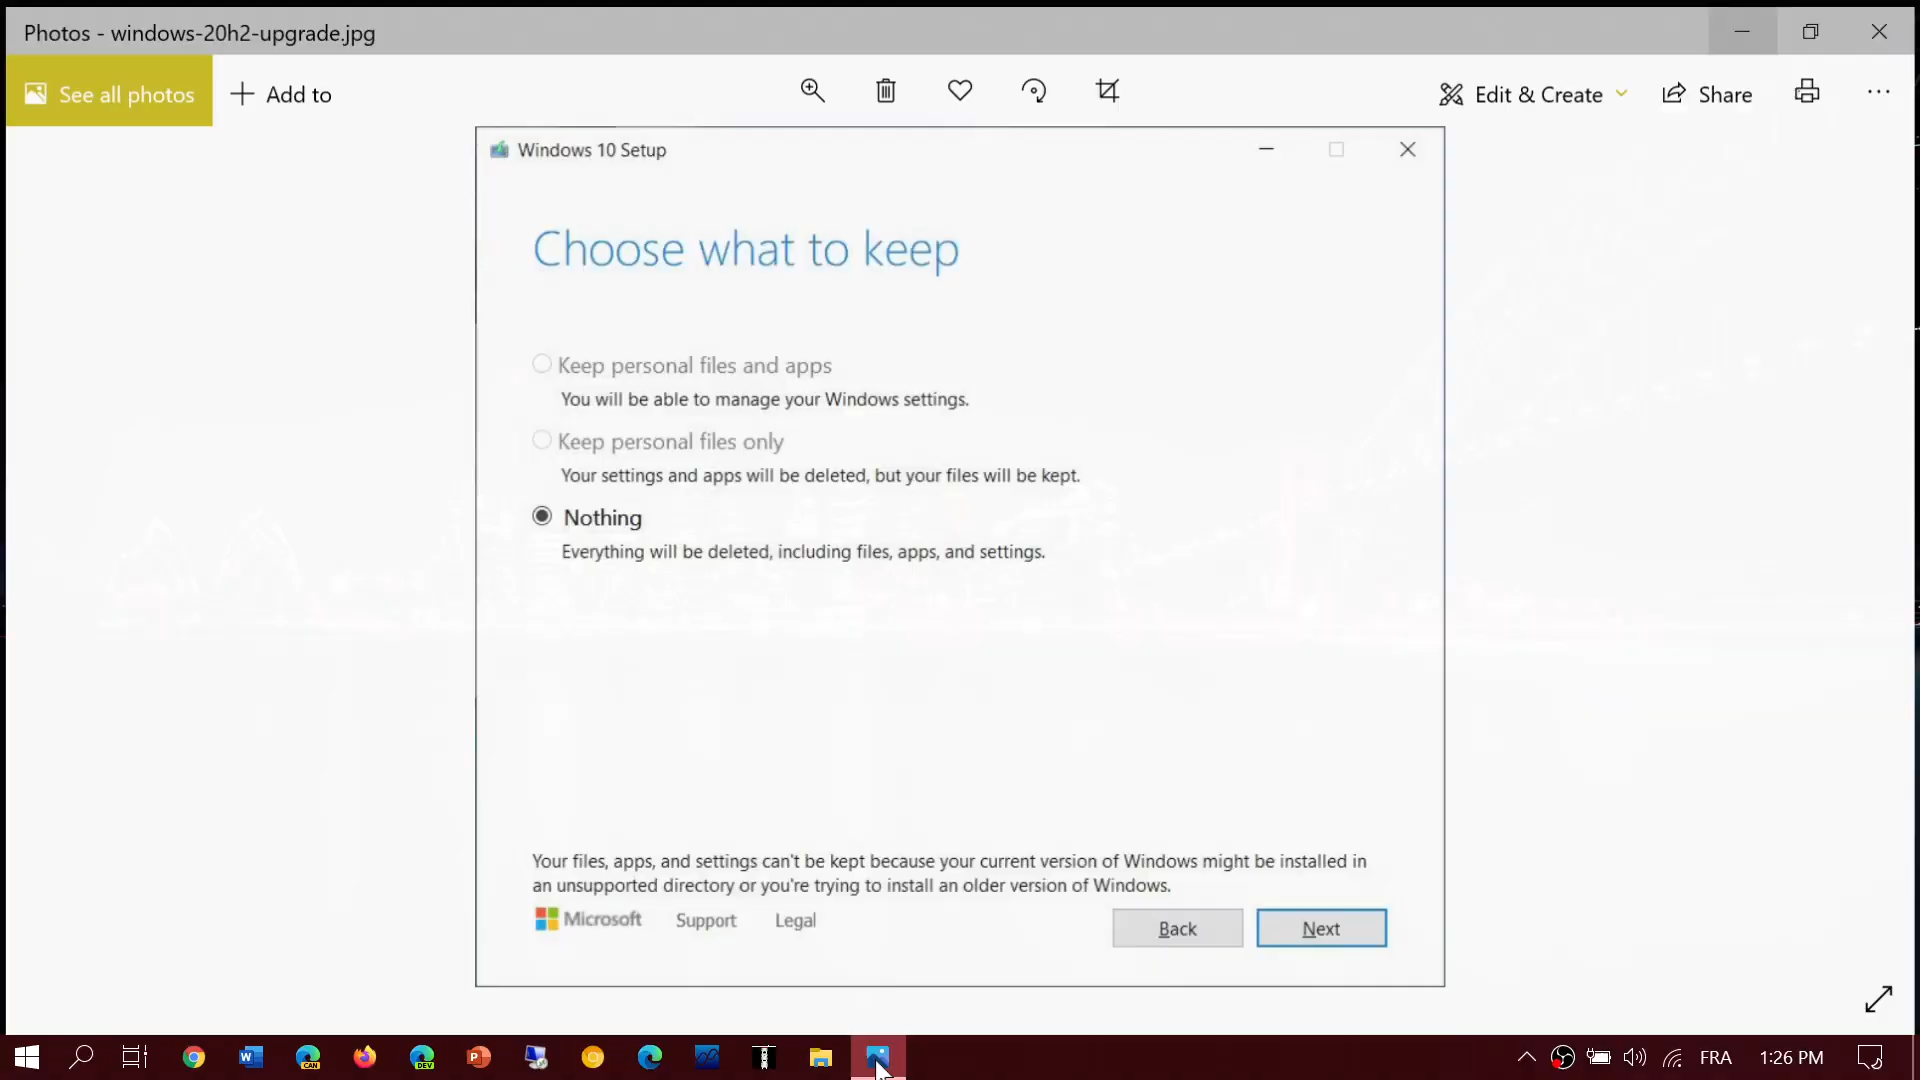 Photos - windows-20h2-upgrade.jpg
See all photos
Add to
Edit & Create
Share
Windows 10 Setup
Choose what to keep
Keep personal files and apps
You will be able to manage your Windows settings.
Keep personal files only
Your settings and apps will be deleted, but your files will be kept.
Nothing
Everything will be deleted, including files, apps, and settings.
Your files, apps, and settings can't be kept because your current version of Windows might be installed in
an unsupported directory or you're trying to install an older version of Windows.
Microsoft Support Legal
Back Next
CAN DEV
FRA 1:26 PM